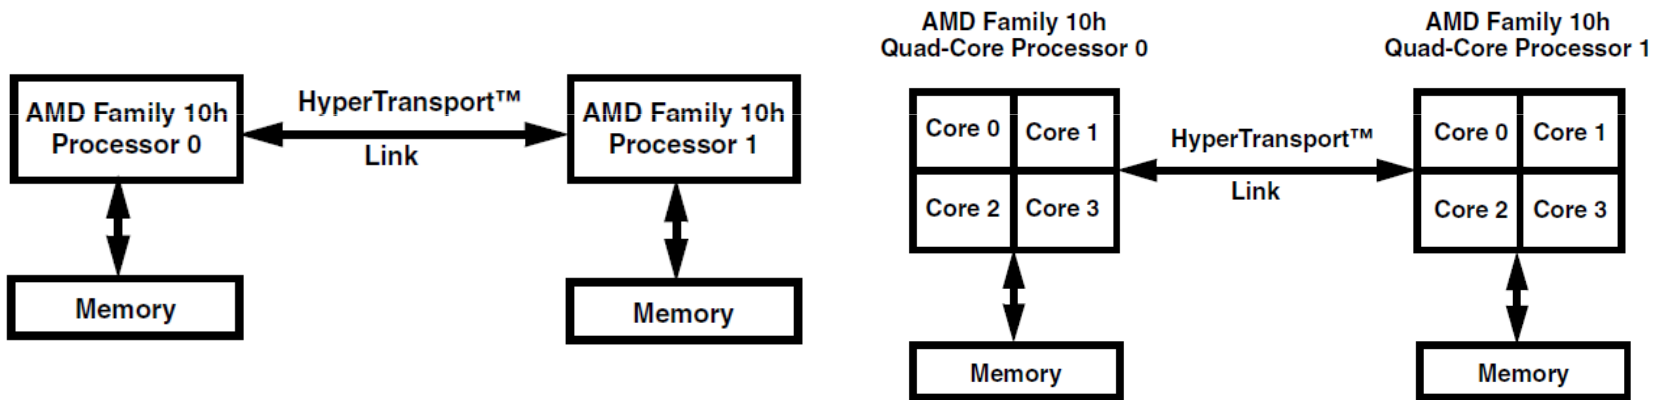 AMD Family 10h
Processor 0
HyperTransport™
Link
AMD Family 10h
Processor 1
Memory
Memory
AMD Family 10h
Quad-Core Processor 0
AMD Family 10h
Quad-Core Processor 1
Core 0
Core 1
Core 2
Core 3
HyperTransport™
Link
Core 0
Core 1
Core 2
Core 3
Memory
Memory